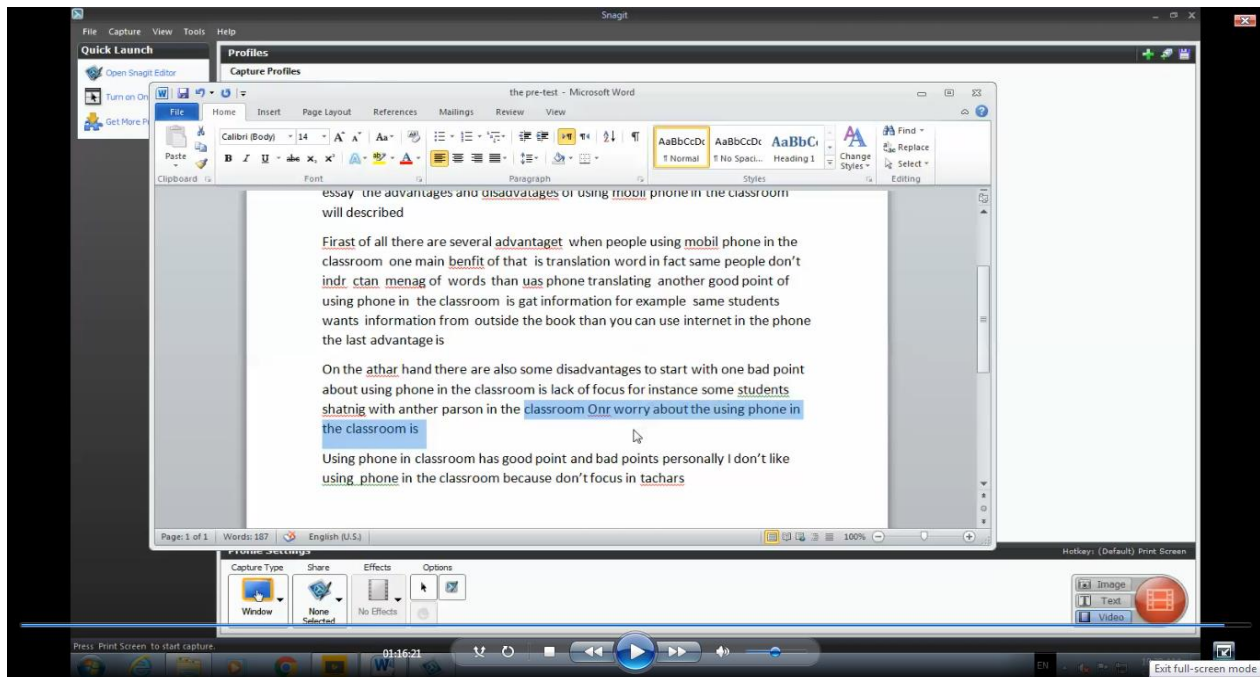 Snagit
File Capture View Tools Help
Quick Launch
Profiles
Open Snagit Editor
Capture Profiles
Turn on On
Get More P
the pre-test - Microsoft Word
File Home Insert Page Layout References Mailings Review View
Calibri (Body) 14
Paste
Clipboard
Font
Paragraph
AaBbCcDc AaBbCcDc AaBbC
¶ Normal ¶ No Spaci... Heading 1
Change Styles
Styles
Find
Replace
Select
Editing
essay the advantages and disadvatages of using mobil phone in the classroom
will described
Firast of all there are several advantaget when people using mobil phone in the
classroom one main benfit of that is translation word in fact same people don't
indr ctan menag of words than uas phone translating another good point of
using phone in the classroom is gat information for example same students
wants information from outside the book than you can use internet in the phone
the last advantage is
On the athar hand there are also some disadvantages to start with one bad point
about using phone in the classroom is lack of focus for instance some students
shatnig with anther parson in the classroom Onr worry about the using phone in
the classroom is
Using phone in classroom has good point and bad points personally I don't like
using phone in the classroom because don't focus in tachars
Page: 1 of 1 Words: 187 English (U.S.) 100%
Profile Settings
Hotkey: (Default) Print Screen
Capture Type Share Effects Options
Window None Selected No Effects
Image
Text
Video
Press Print Screen to start capture.
01:16:21
EN
Exit full-screen mode